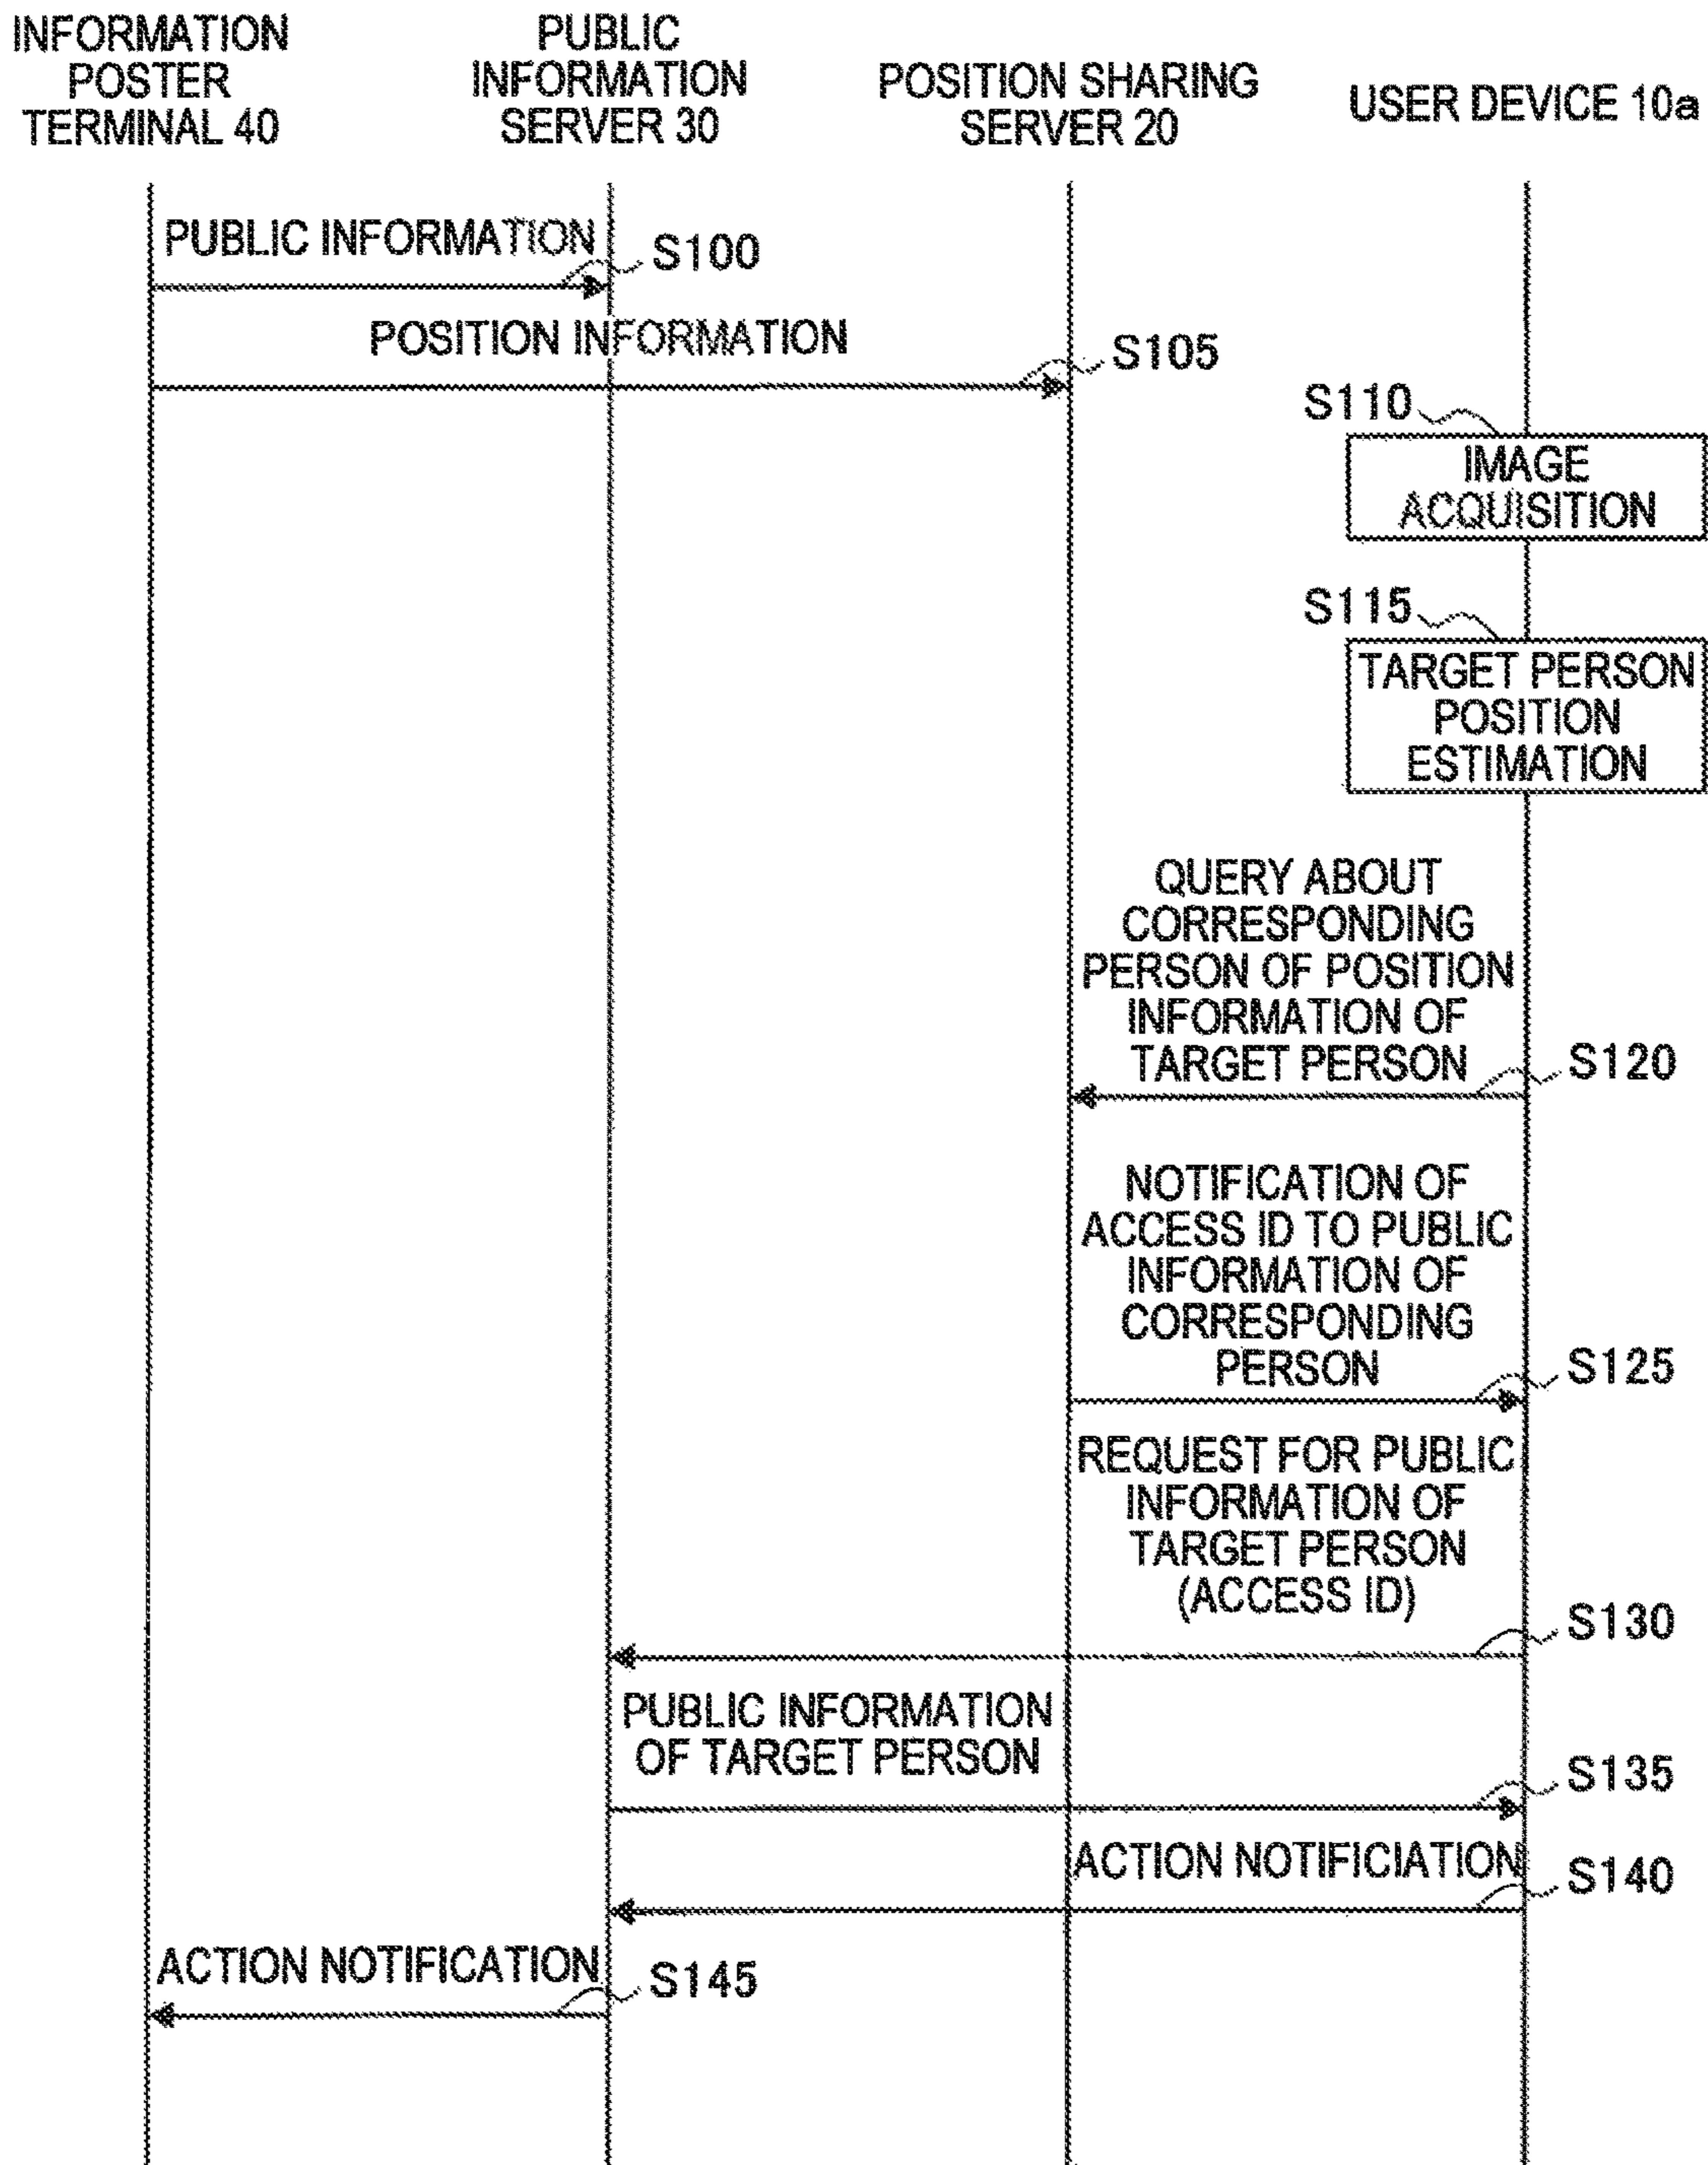 INFORMATION
POSTER
TERMINAL 40
PUBLIC
INFORMATION
SERVER 30
POSITION SHARING
SERVER 20
USER DEVICE 10a
PUBLIC INFORMATION
S100
POSITION INFORMATION
S105
S110
IMAGE
ACQUISITION
S115
TARGET PERSON
POSITION
ESTIMATION
QUERY ABOUT
CORRESPONDING
PERSON OF POSITION
INFORMATION OF
TARGET PERSON
S120
NOTIFICATION OF
ACCESS ID TO PUBLIC
INFORMATION OF
CORRESPONDING
PERSON
S125
REQUEST FOR PUBLIC
INFORMATION OF
TARGET PERSON
(ACCESS ID)
S130
PUBLIC INFORMATION
OF TARGET PERSON
S135
ACTION NOTIFICIATION
S140
ACTION NOTIFICATION
S145